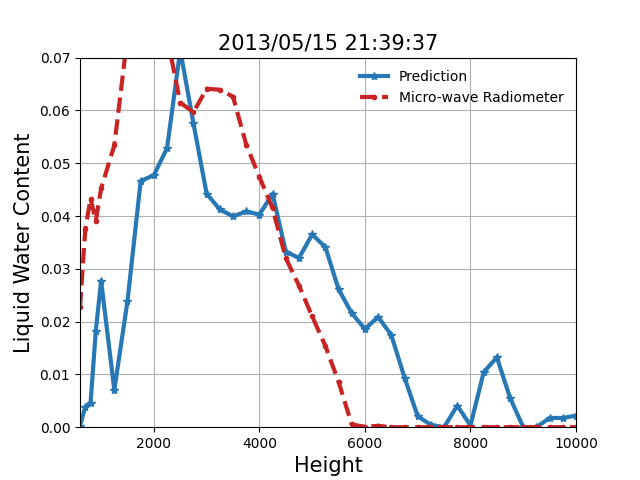 2013/05/15 21:39:37
Prediction
Micro-wave Radiometer
Liquid Water Content
0.07
0.06
0.05
0.04
0.03
0.02
0.01
0.00
2000 4000 6000 8000 10000
Height